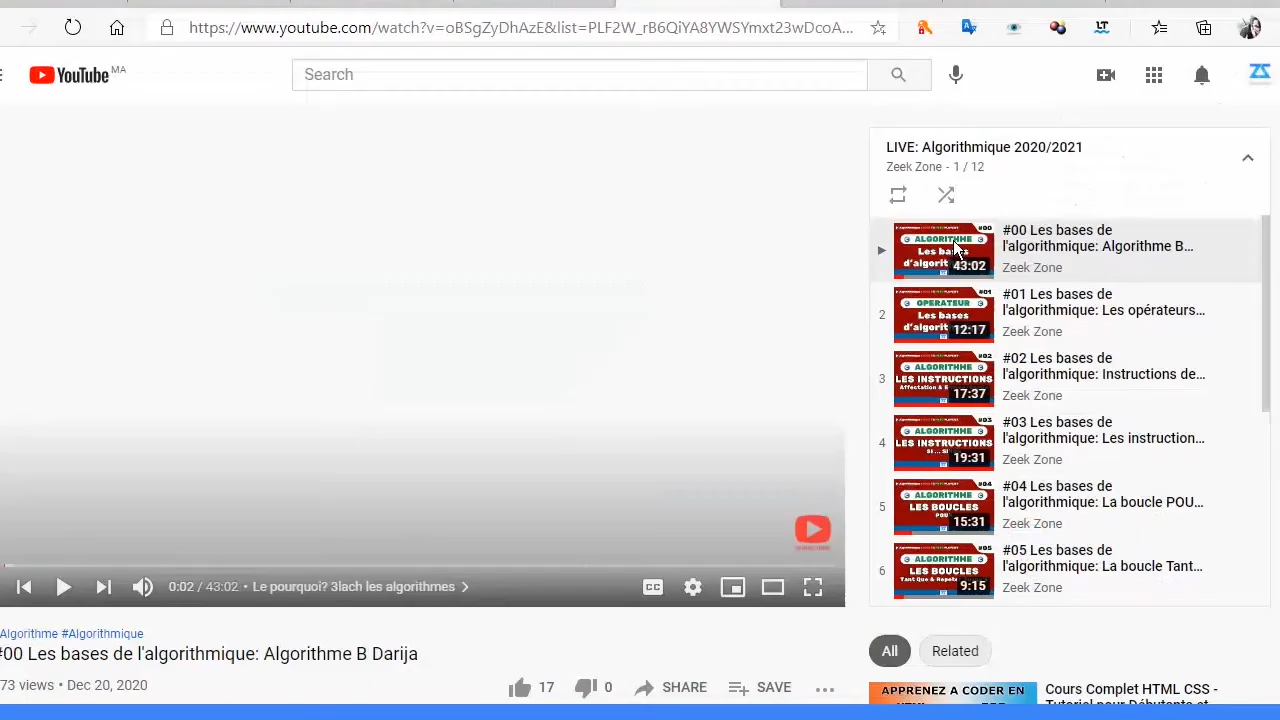 https://www.youtube.com/watch?v=oBSgZyDhAzE&list=PLF2W_rB6QiYA8YWSYmxt23wDcoA...
YouTube MA
Search
LIVE: Algorithmique 2020/2021
Zeek Zone - 1 / 12
#00
ALGORITHME
Les bases
43:02
#00 Les bases de
l'algorithmique: Algorithme B...
Zeek Zone
2
#01
OPERATEUR
Les bases
12:17
#01 Les bases de
l'algorithmique: Les opérateurs...
Zeek Zone
3
#02
ALGORITHME
LES INSTRUCTIONS
17:37
#02 Les bases de
l'algorithmique: Instructions de...
Zeek Zone
4
#03
ALGORITHME
LES INSTRUCTIONS
19:31
#03 Les bases de
l'algorithmique: Les instruction...
Zeek Zone
5
#04
ALGORITHME
LES BOUCLES
15:31
#04 Les bases de
l'algorithmique: La boucle POU...
Zeek Zone
6
#05
ALGORITHME
LES BOUCLES
9:15
#05 Les bases de
l'algorithmique: La boucle Tant...
Zeek Zone
0:02 / 43:02 • Le pourquoi? 3lach les algorithmes
CC
Algorithme #Algorithmique
#00 Les bases de l'algorithmique: Algorithme B Darija
73 views • Dec 20, 2020
17
0
SHARE
SAVE
All
Related
APPRENEZ A CODER EN
Cours Complet HTML CSS -